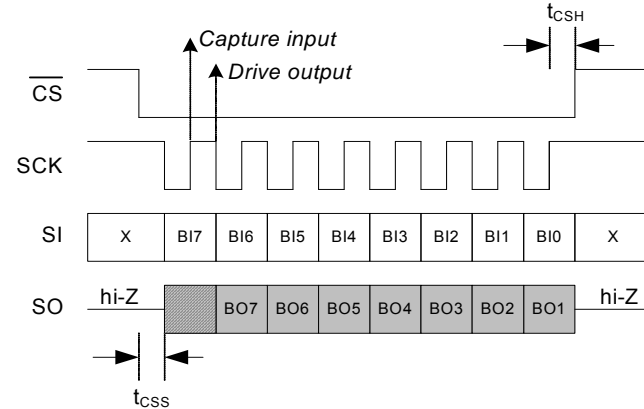 tCSH
Capture input
Drive output
CS
SCK
SI X BI7 BI6 BI5 BI4 BI3 BI2 BI1 BI0 X
hi-Z
SO BO7 BO6 BO5 BO4 BO3 BO2 BO1 hi-Z
tCSS